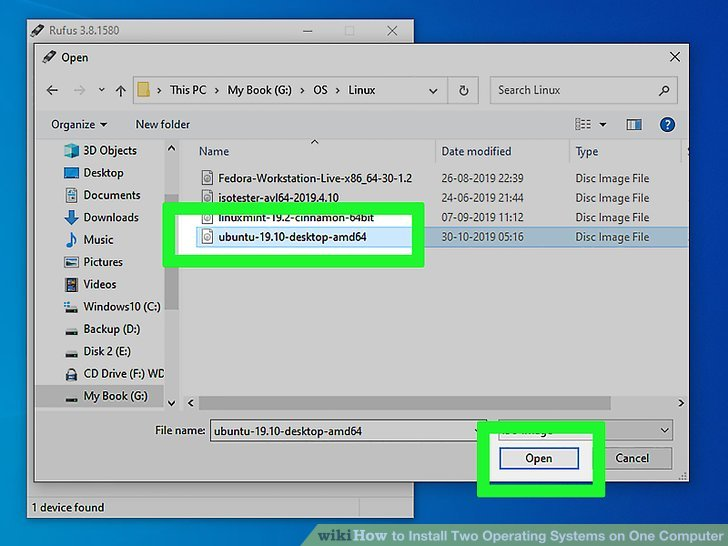 Rufus 3.8.1580
Open
This PC > My Book (G:) > OS > Linux
Search Linux
Organize
New folder
Name Date modified Type
3D Objects
Desktop
Documents
Downloads
Music
Pictures
Videos
Windows10 (C:)
Backup (D:)
Disk 2 (E:)
CD Drive (F:) WD
My Book (G:)
Fedora-Workstation-Live-x86_64-30-1.2 26-08-2019 22:39 Disc Image File
isotester-avl64-2019.4.10 24-06-2019 21:44 Disc Image File
linuxmint-19.2-cinnamon-64bit 07-09-2019 11:12 Disc Image File
ubuntu-19.10-desktop-amd64 30-10-2019 05:16 Disc Image File
File name: ubuntu-19.10-desktop-amd64
Open Cancel
1 device found
wikiHow to Install Two Operating Systems on One Computer